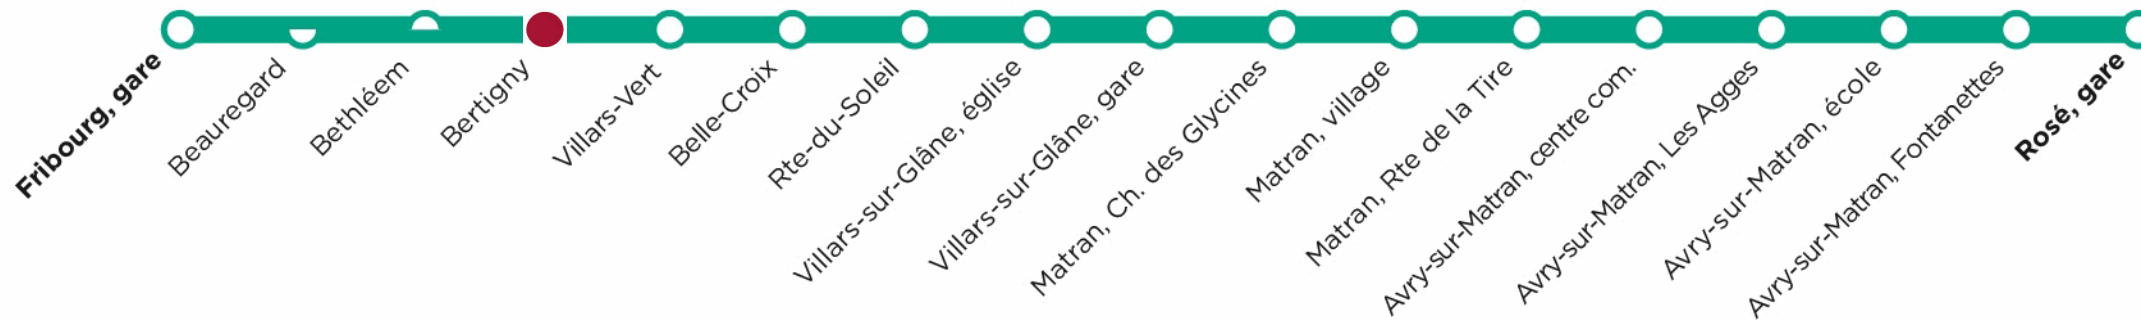 Fribourg, gare
Beauregard
Bethléem
Bertigny
Villars-Vert
Belle-Croix
Rte-du-Soleil
Villars-sur-Glâne, église
Villars-sur-Glâne, gare
Matran, Ch. des Glycines
Matran, village
Matran, Rte de la Tire
Avry-sur-Matran, centre com.
Avry-sur-Matran, Les Agges
Avry-sur-Matran, école
Avry-sur-Matran, Fontanettes
Rosé, gare